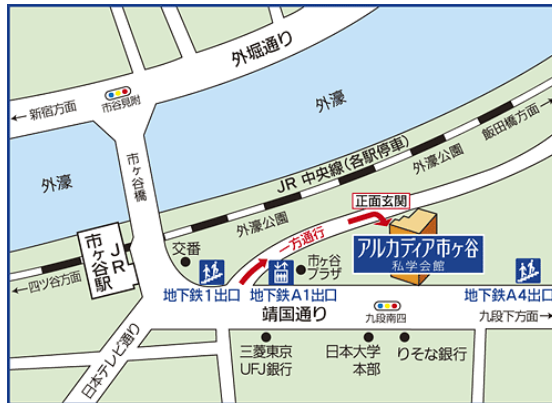 外堀通り
←新宿方面
市谷見附
外濠
飯田橋方面→
市ヶ谷橋
JR 中央線(各駅停車)
外濠公園
外濠
正面玄関
外濠公園
一方通行
アルカディア市ヶ谷
私学会館
JR
市ヶ谷駅
交番
市ヶ谷
プラザ
←四ツ谷方面
地下鉄1出口
地下鉄A1出口
地下鉄A4出口
靖国通り
九段南四
九段下方面→
日本テレビ通り
三菱東京
UFJ銀行
日本大学
本部
りそな銀行